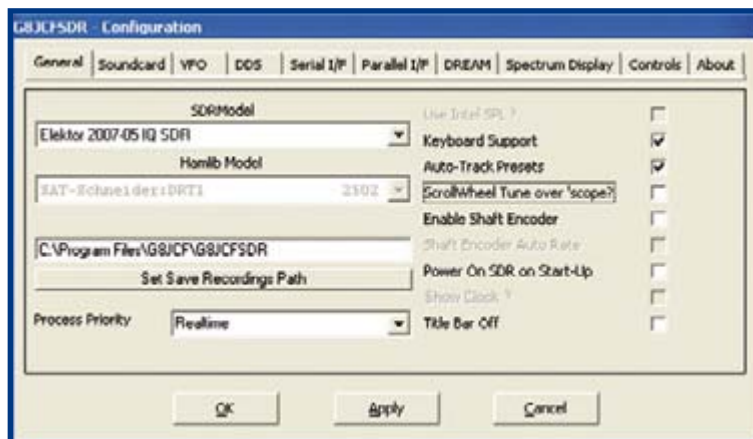 G8JCFSDR - Configuration
General Soundcard VFO DDS Serial I/F Parallel I/F DREAM Spectrum Display Controls About
SDRModel
Elektor 2007-05 IQ SDR
Hamlib Model
SAT-Schneider:DRT1 2502
C:\Program Files\G8JCF\G8JCFSDR
Set Save Recordings Path
Process Priority Realtime
Use Intel SPL ?
Keyboard Support
Auto-Track Presets
ScrollWheel Tune over 'scope?
Enable Shaft Encoder
Shaft Encoder Auto Rate
Power On SDR on Start-Up
Show Clock ?
Title Bar Off
OK Apply Cancel